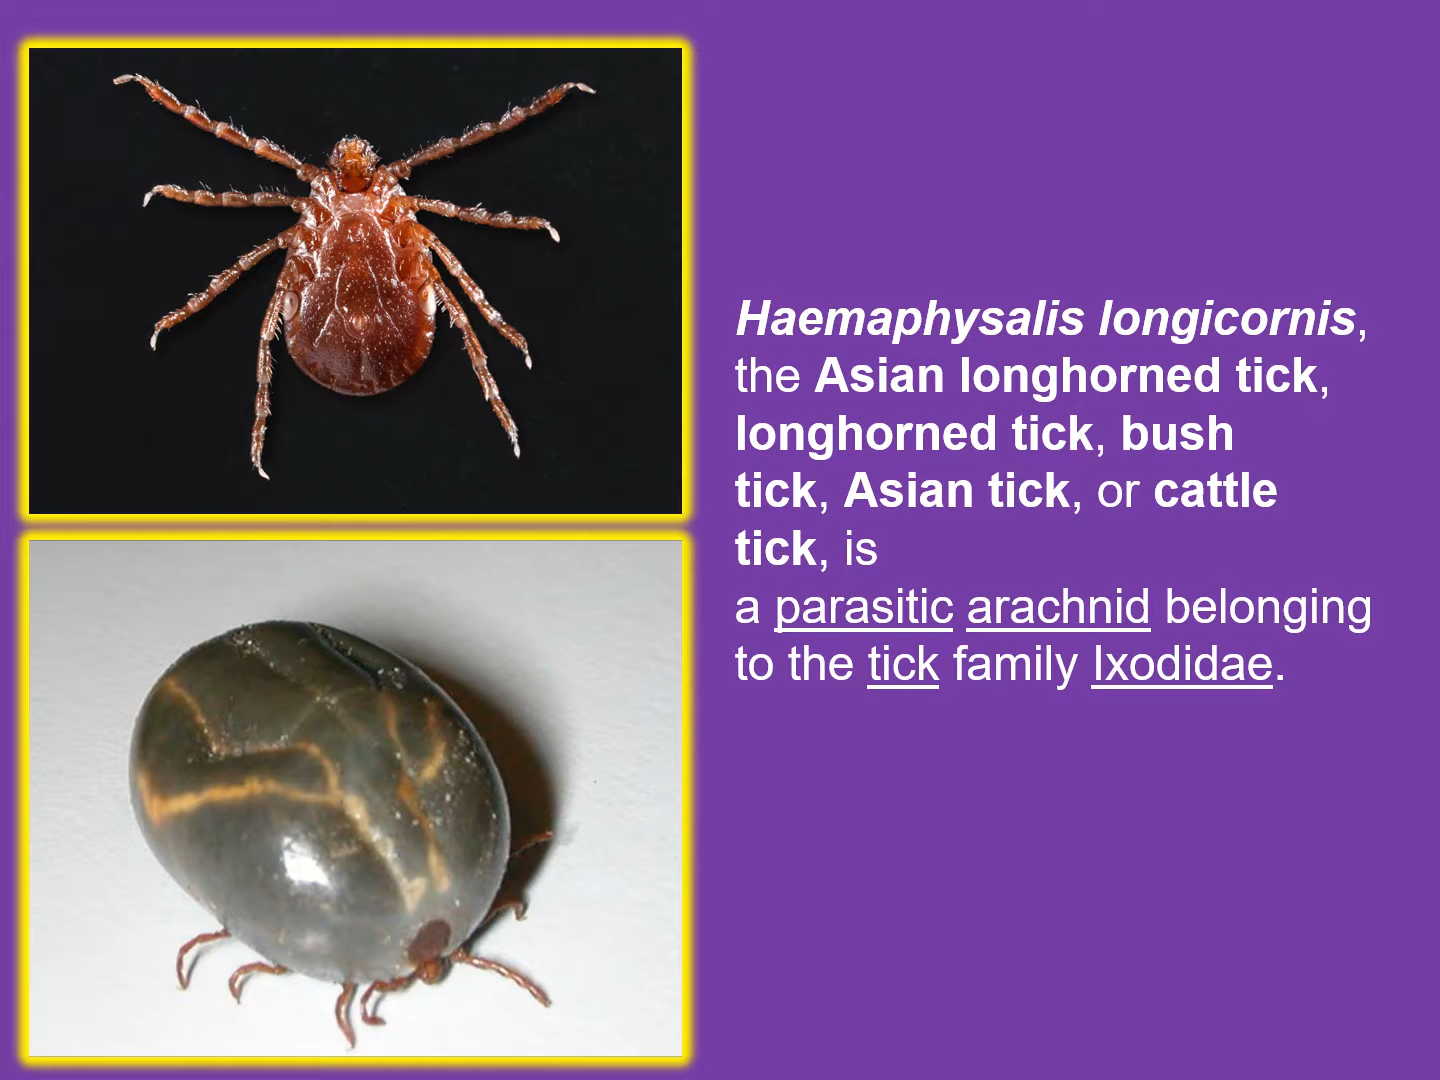 Haemaphysalis longicornis,
the Asian longhorned tick,
longhorned tick, bush
tick, Asian tick, or cattle
tick, is
a parasitic arachnid belonging
to the tick family Ixodidae.